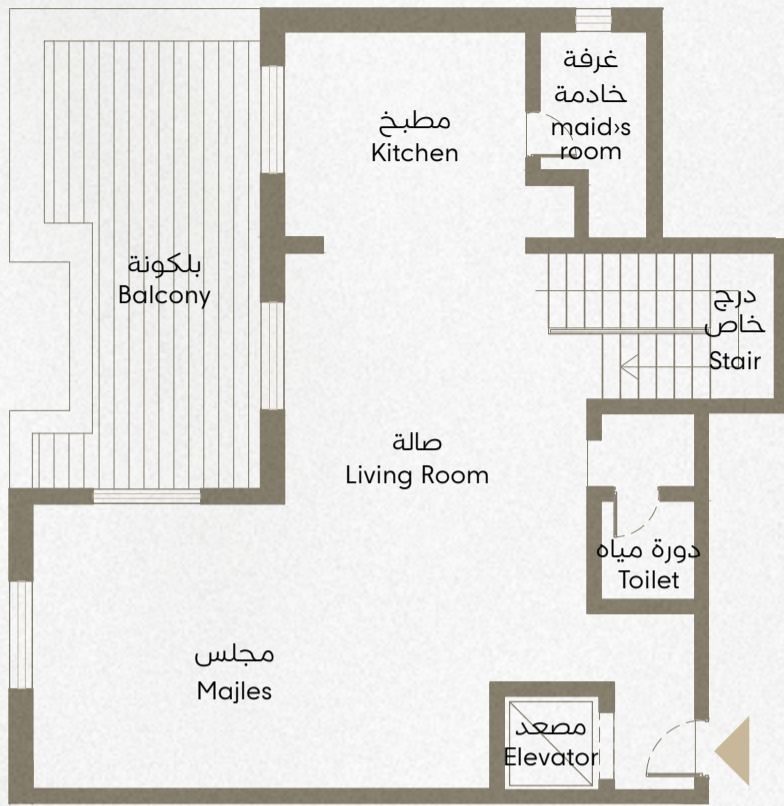 غرفة
خادمة
maid›s
room
مطبخ
Kitchen
بلكونة
Balcony
درج
خاص
Stair
صالة
Living Room
دورة مياه
Toilet
مجلس
Majles
مصعد
Elevator